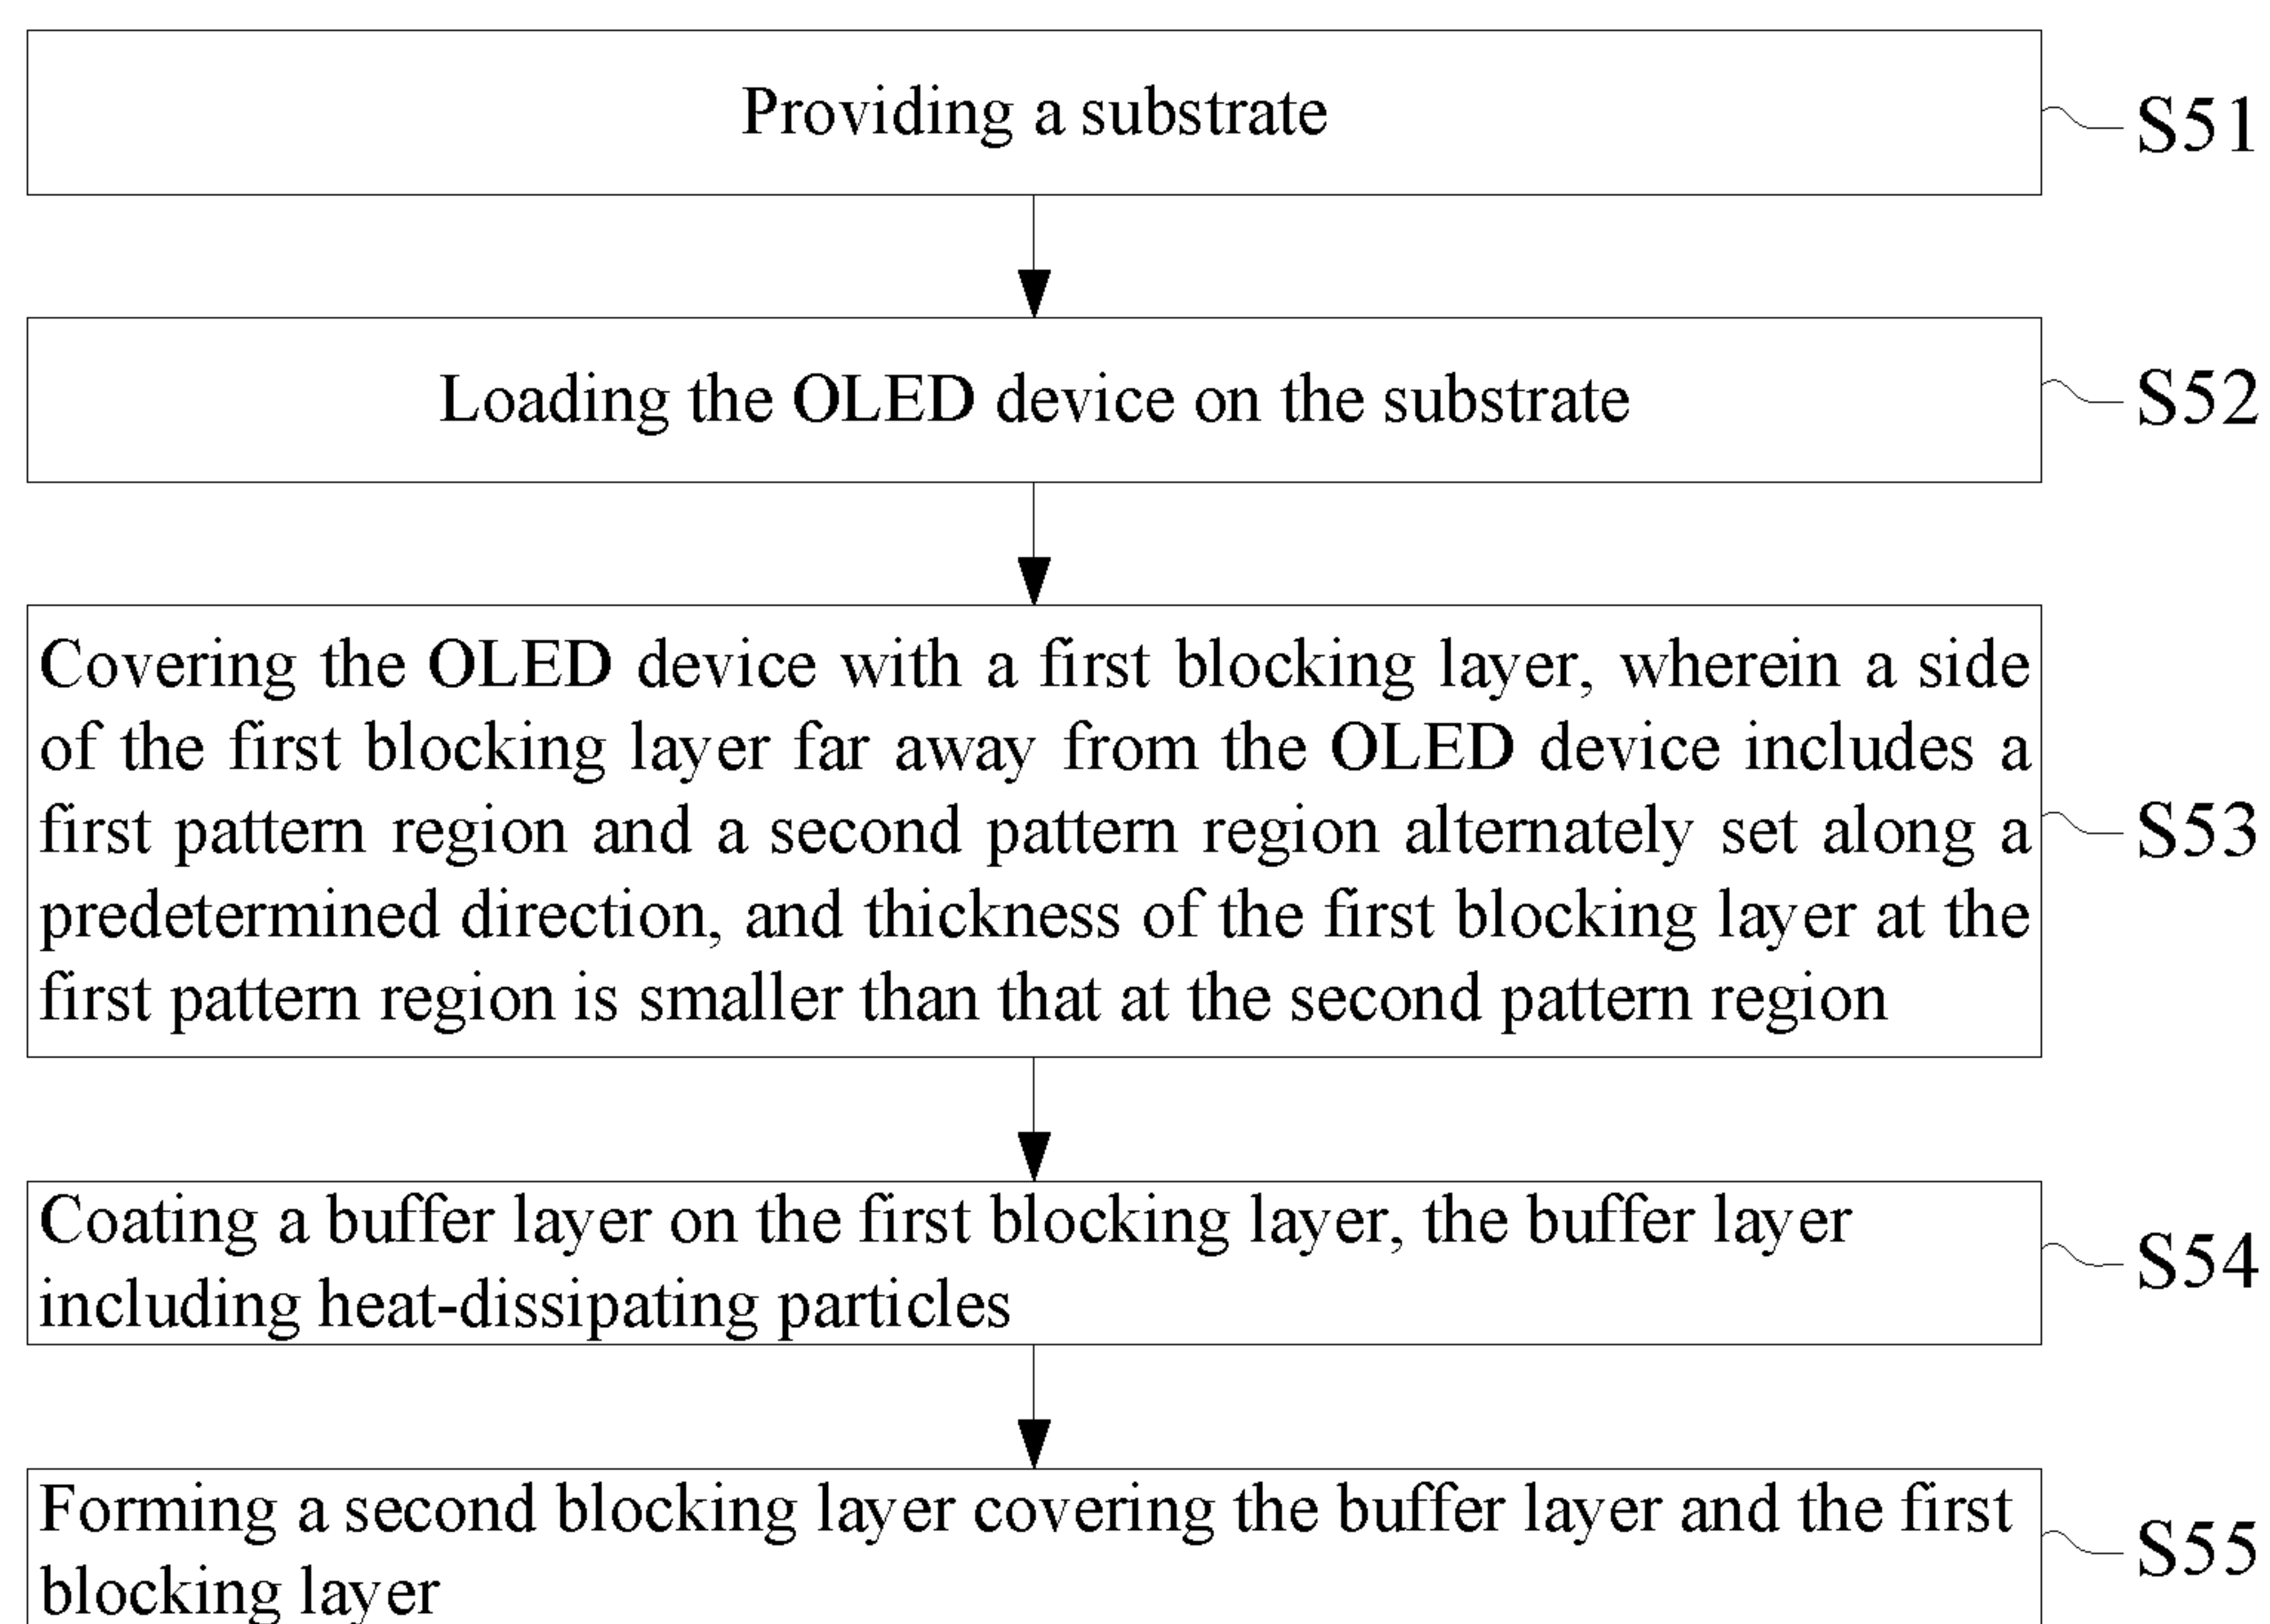 Providing a substrate
S51
Loading the OLED device on the substrate
S52
Covering the OLED device with a first blocking layer, wherein a side
of the first blocking layer far away from the OLED device includes a
first pattern region and a second pattern region alternately set along a
predetermined direction, and thickness of the first blocking layer at the
first pattern region is smaller than that at the second pattern region
S53
Coating a buffer layer on the first blocking layer, the buffer layer
including heat-dissipating particles
S54
Forming a second blocking layer covering the buffer layer and the first
blocking layer
S55